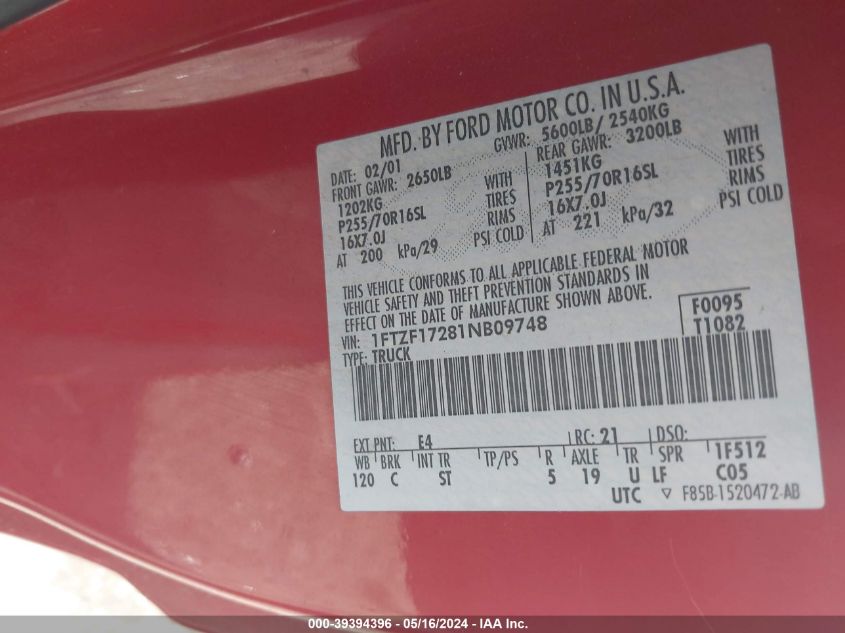 MFD. BY FORD MOTOR CO. IN U.S.A.
DATE: 02/01 GVWR: 5600LB/ 2540KG
FRONT GAWR: 2650LB REAR GAWR: 3200LB
1202KG WITH 1451KG WITH
P255/70R16SL TIRES P255/70R16SL TIRES
16X7.0J RIMS 16X7.0J RIMS
AT 200 kPa/29 PSI COLD AT 221 kPa/32 PSI COLD
THIS VEHICLE CONFORMS TO ALL APPLICABLE FEDERAL MOTOR
VEHICLE SAFETY AND THEFT PREVENTION STANDARDS IN
EFFECT ON THE DATE OF MANUFACTURE SHOWN ABOVE.
VIN: 1FTZF17281NB09748
F0095
TYPE: TRUCK
T1082
EXT PNT: E4 RC: 21 DSO:
WB BRK INT TR TP/PS R AXLE TR SPR 1F512
120 C ST 5 19 U LF C05
UTC ▽ F85B-1520472-AB
000-39394396 - 05/16/2024 - IAA Inc.